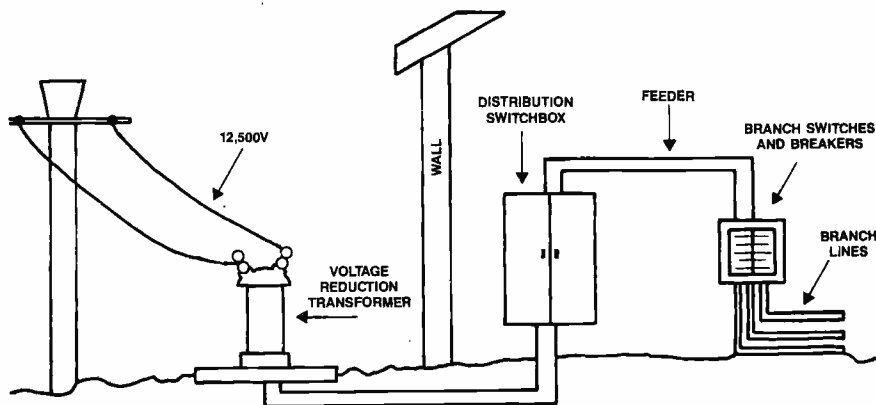 12,500V
VOLTAGE
REDUCTION
TRANSFORMER
WALL
DISTRIBUTION
SWITCHBOX
FEEDER
BRANCH SWITCHES
AND BREAKERS
BRANCH
LINES